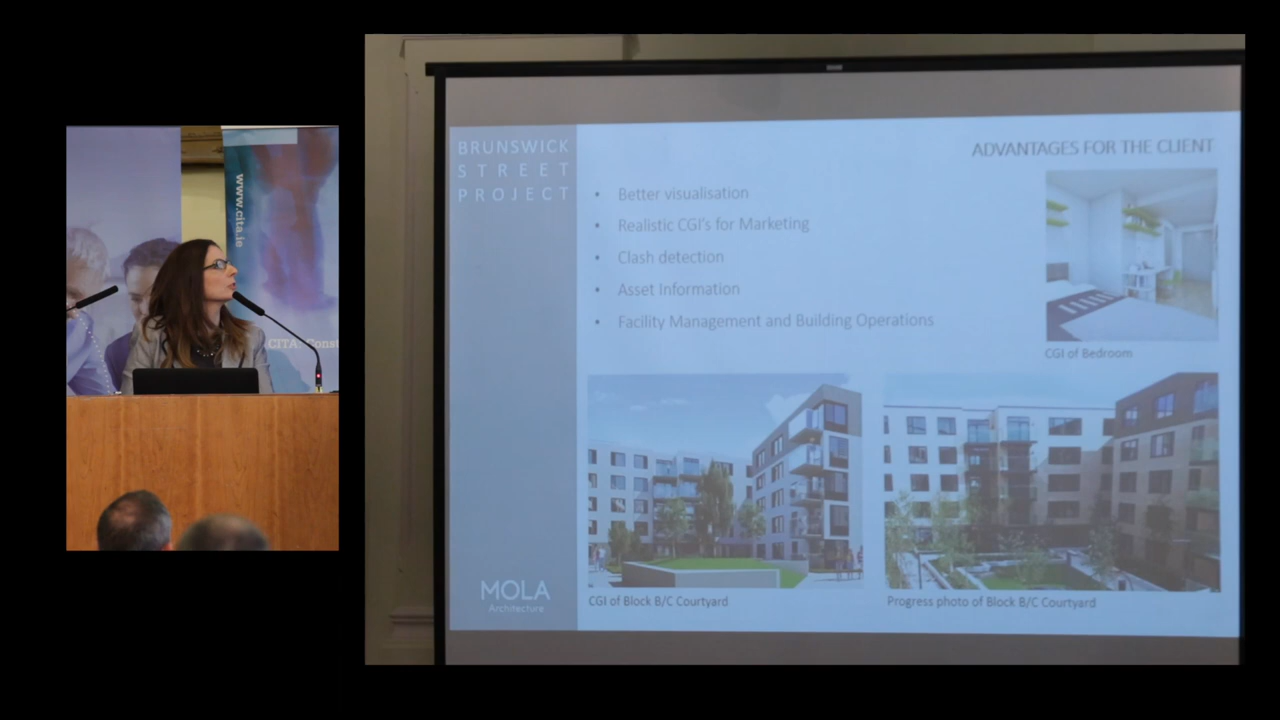 www.cita.ie
CITA: Const
BRUNSWICK
STREET
PROJECT
ADVANTAGES FOR THE CLIENT
• Better visualisation
• Realistic CGI's for Marketing
• Clash detection
• Asset Information
• Facility Management and Building Operations
CGI of Bedroom
CGI of Block B/C Courtyard
Progress photo of Block B/C Courtyard
MOLA
Architecture